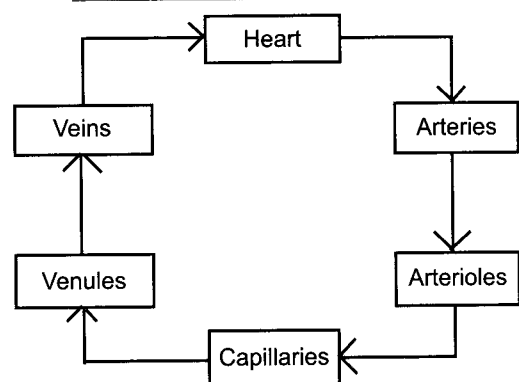 Heart
Arteries
Arterioles
Capillaries
Venules
Veins